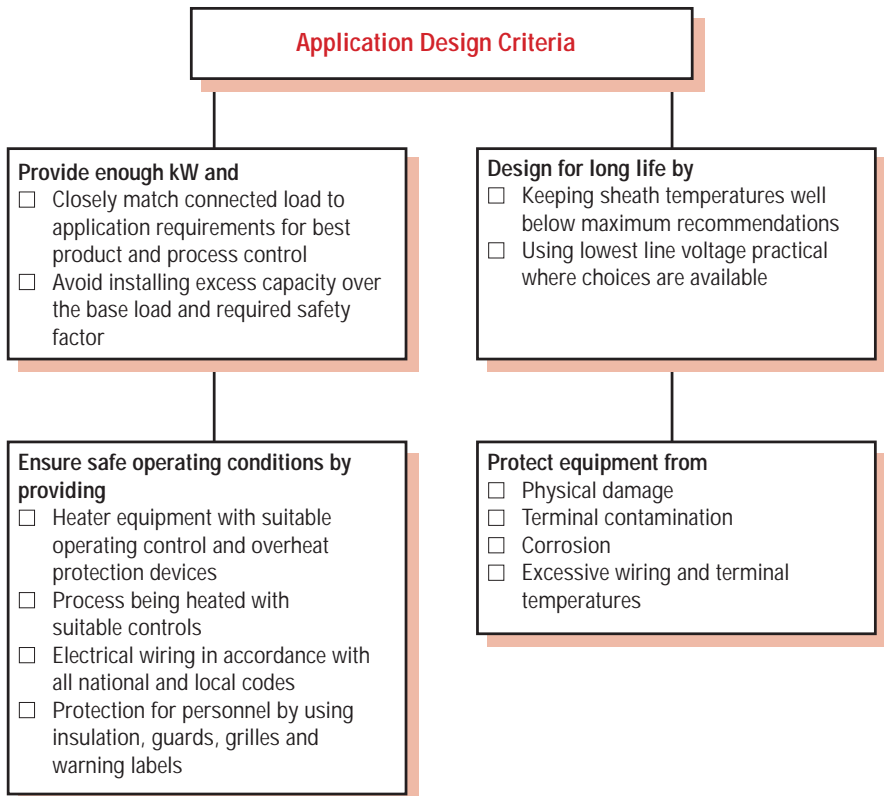 Application Design Criteria
Provide enough kW and
☐ Closely match connected load to
application requirements for best
product and process control
☐ Avoid installing excess capacity over
the base load and required safety
factor
Ensure safe operating conditions by
providing
☐ Heater equipment with suitable
operating control and overheat
protection devices
☐ Process being heated with
suitable controls
☐ Electrical wiring in accordance with
all national and local codes
☐ Protection for personnel by using
insulation, guards, grilles and
warning labels
Design for long life by
☐ Keeping sheath temperatures well
below maximum recommendations
☐ Using lowest line voltage practical
where choices are available
Protect equipment from
☐ Physical damage
☐ Terminal contamination
☐ Corrosion
☐ Excessive wiring and terminal
temperatures